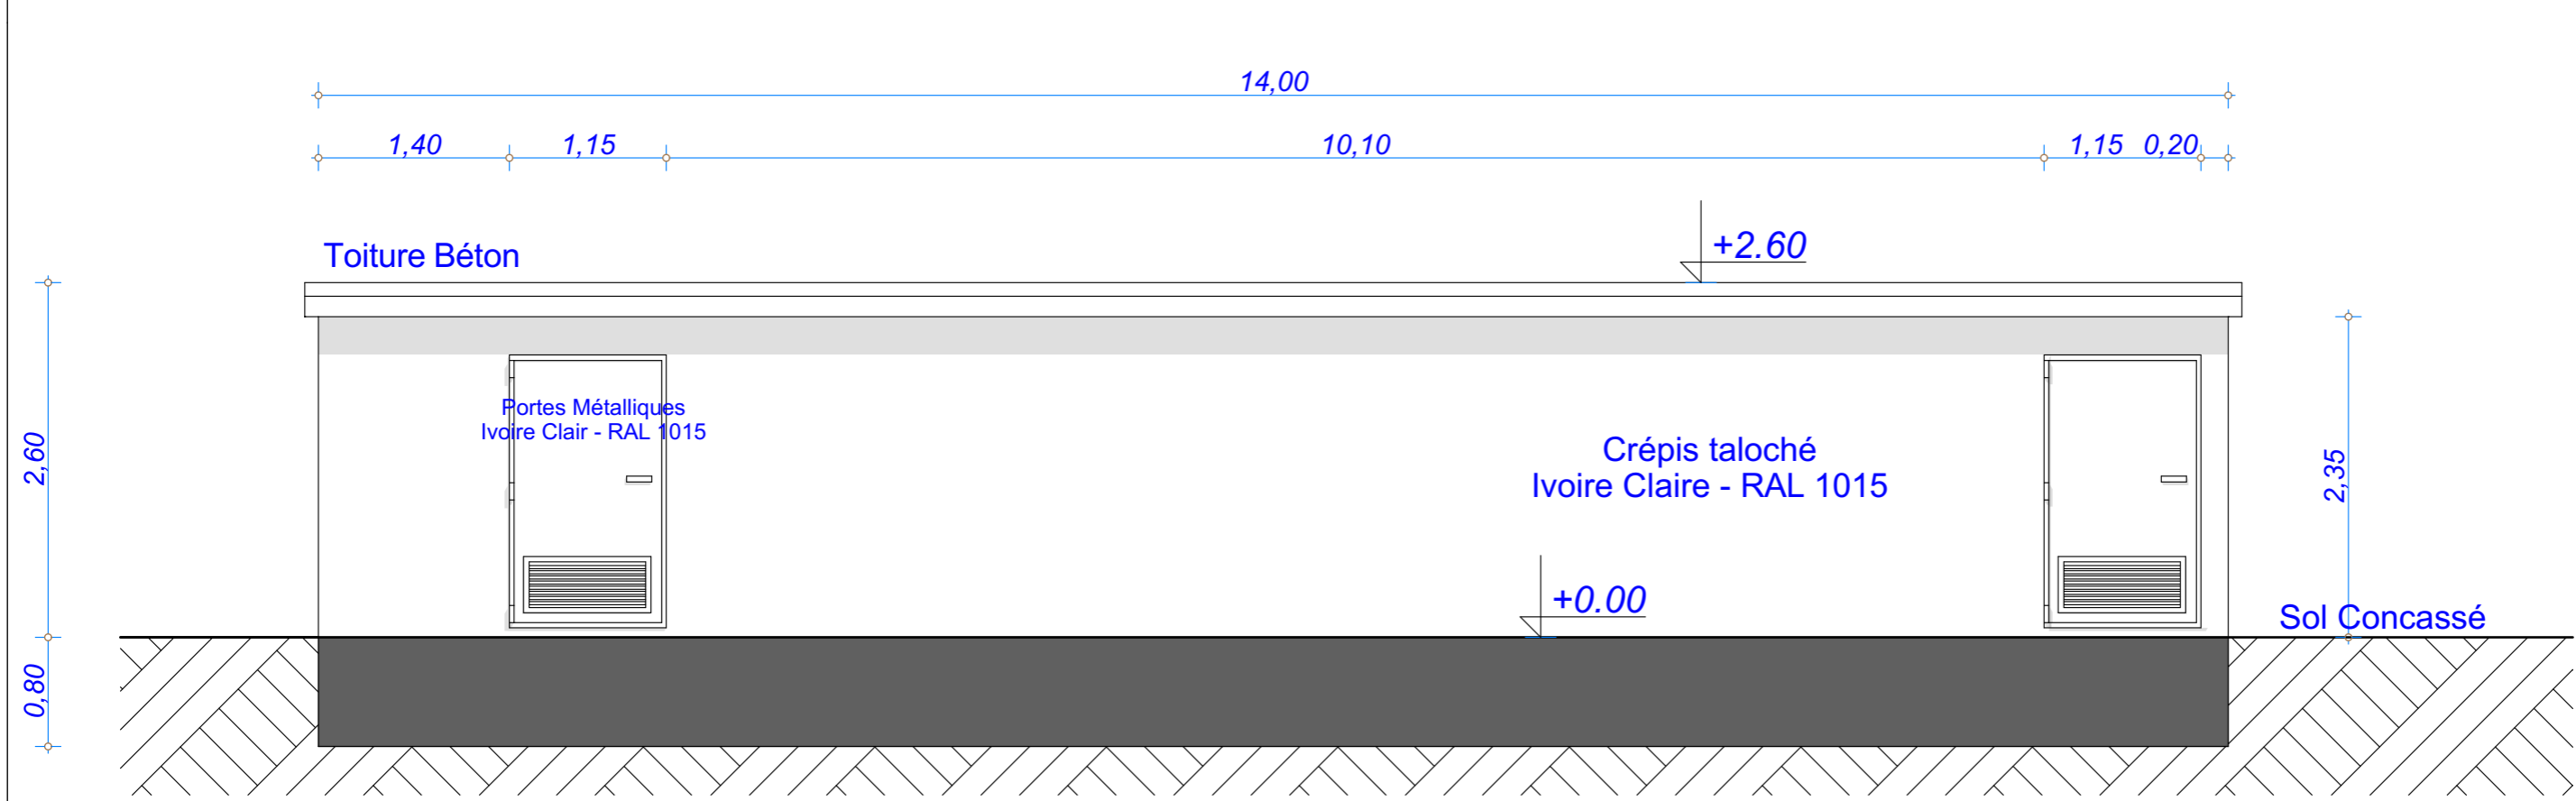 14,00
1,40 1,15 10,10 1,15 0,20
+2.60
Toiture Béton
Portes Métalliques
Ivoire Clair - RAL 1015
Crépis taloché
Ivoire Claire - RAL 1015
2,60
2,35
+0.00
Sol Concassé
0,80